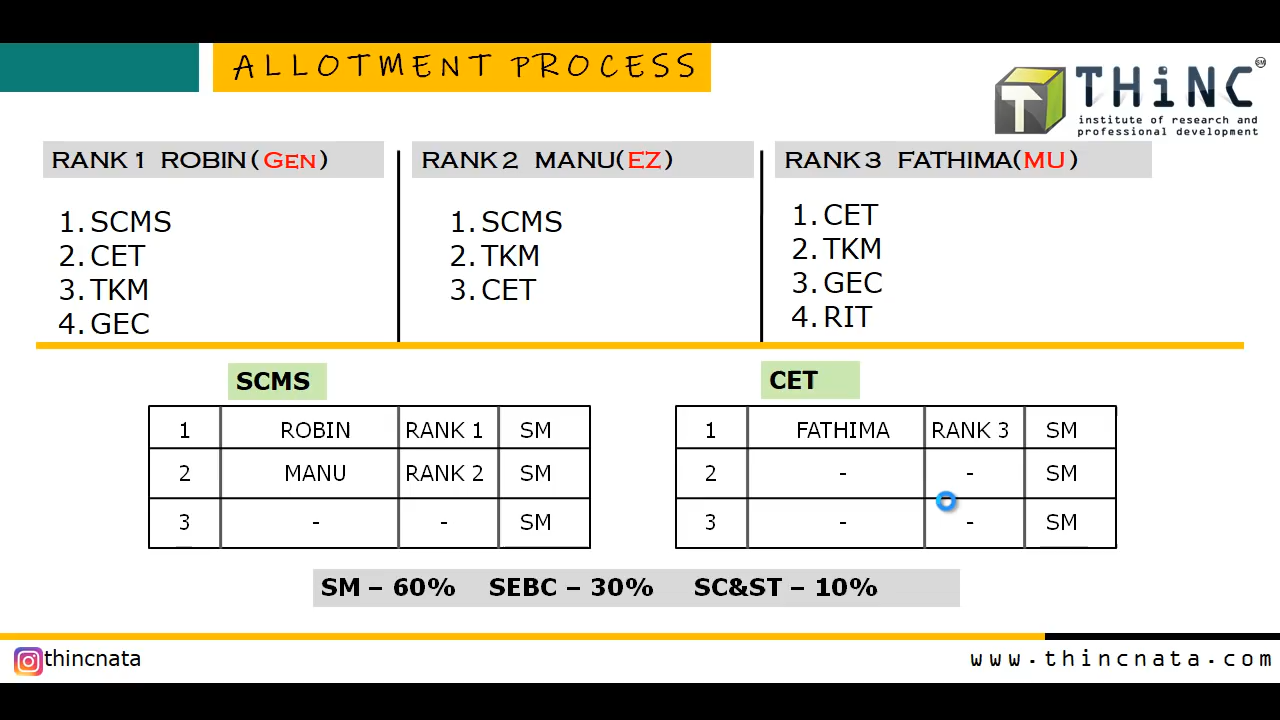 ALLOTMENT PROCESS
THiNC SM
institute of research and
professional development
RANK 1 ROBIN (GEN)
1. SCMS
2. CET
3. TKM
4. GEC
RANK 2 MANU(EZ)
1. SCMS
2. TKM
3. CET
RANK 3 FATHIMA(MU)
1. CET
2. TKM
3. GEC
4. RIT
SCMS
1 ROBIN RANK 1 SM
2 MANU RANK 2 SM
3 - - SM
CET
1 FATHIMA RANK 3 SM
2 - - SM
3 - - SM
SM – 60% SEBC – 30% SC&ST – 10%
thincnata
www.thincnata.com